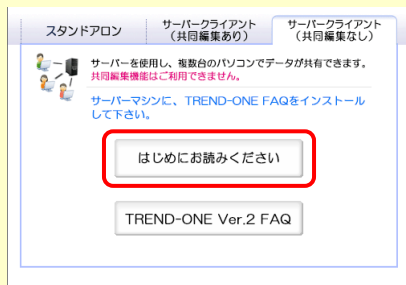 スタンドアロン
サーバークライアント
（共同編集あり）
サーバークライアント
（共同編集なし）
サーバーを使用し、複数台のパソコンでデータが共有できます。
共同編集機能はご利用できません。
サーバーマシンに、TREND-ONE FAQをインストール
して下さい。
はじめにお読みください
TREND-ONE Ver.2 FAQ